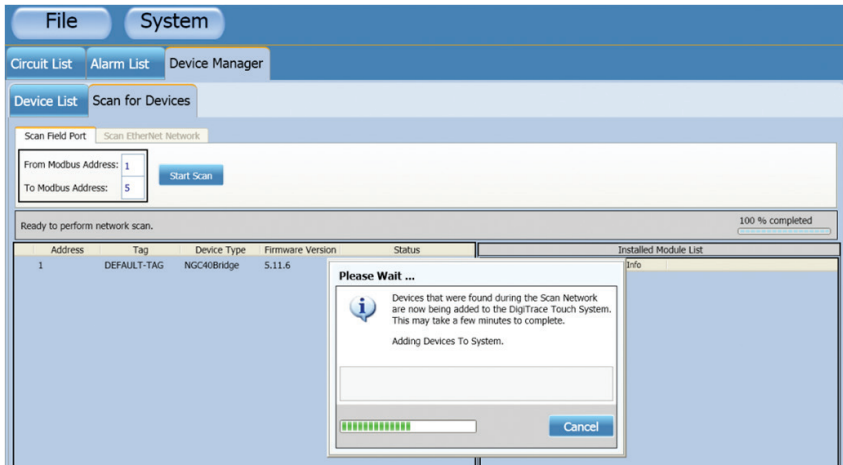 File System
Circuit List Alarm List Device Manager
Device List Scan for Devices
Scan Field Port Scan EtherNet Network
From Modbus Address: 1
To Modbus Address: 5
Start Scan
Ready to perform network scan.
100 % completed
Address Tag Device Type Firmware Version Status Installed Module List
1 DEFAULT-TAG NGC40Bridge 5.11.6
Info
Please Wait ...
Devices that were found during the Scan Network
are now being added to the DigiTrace Touch System.
This may take a few minutes to complete.
Adding Devices To System.
Cancel